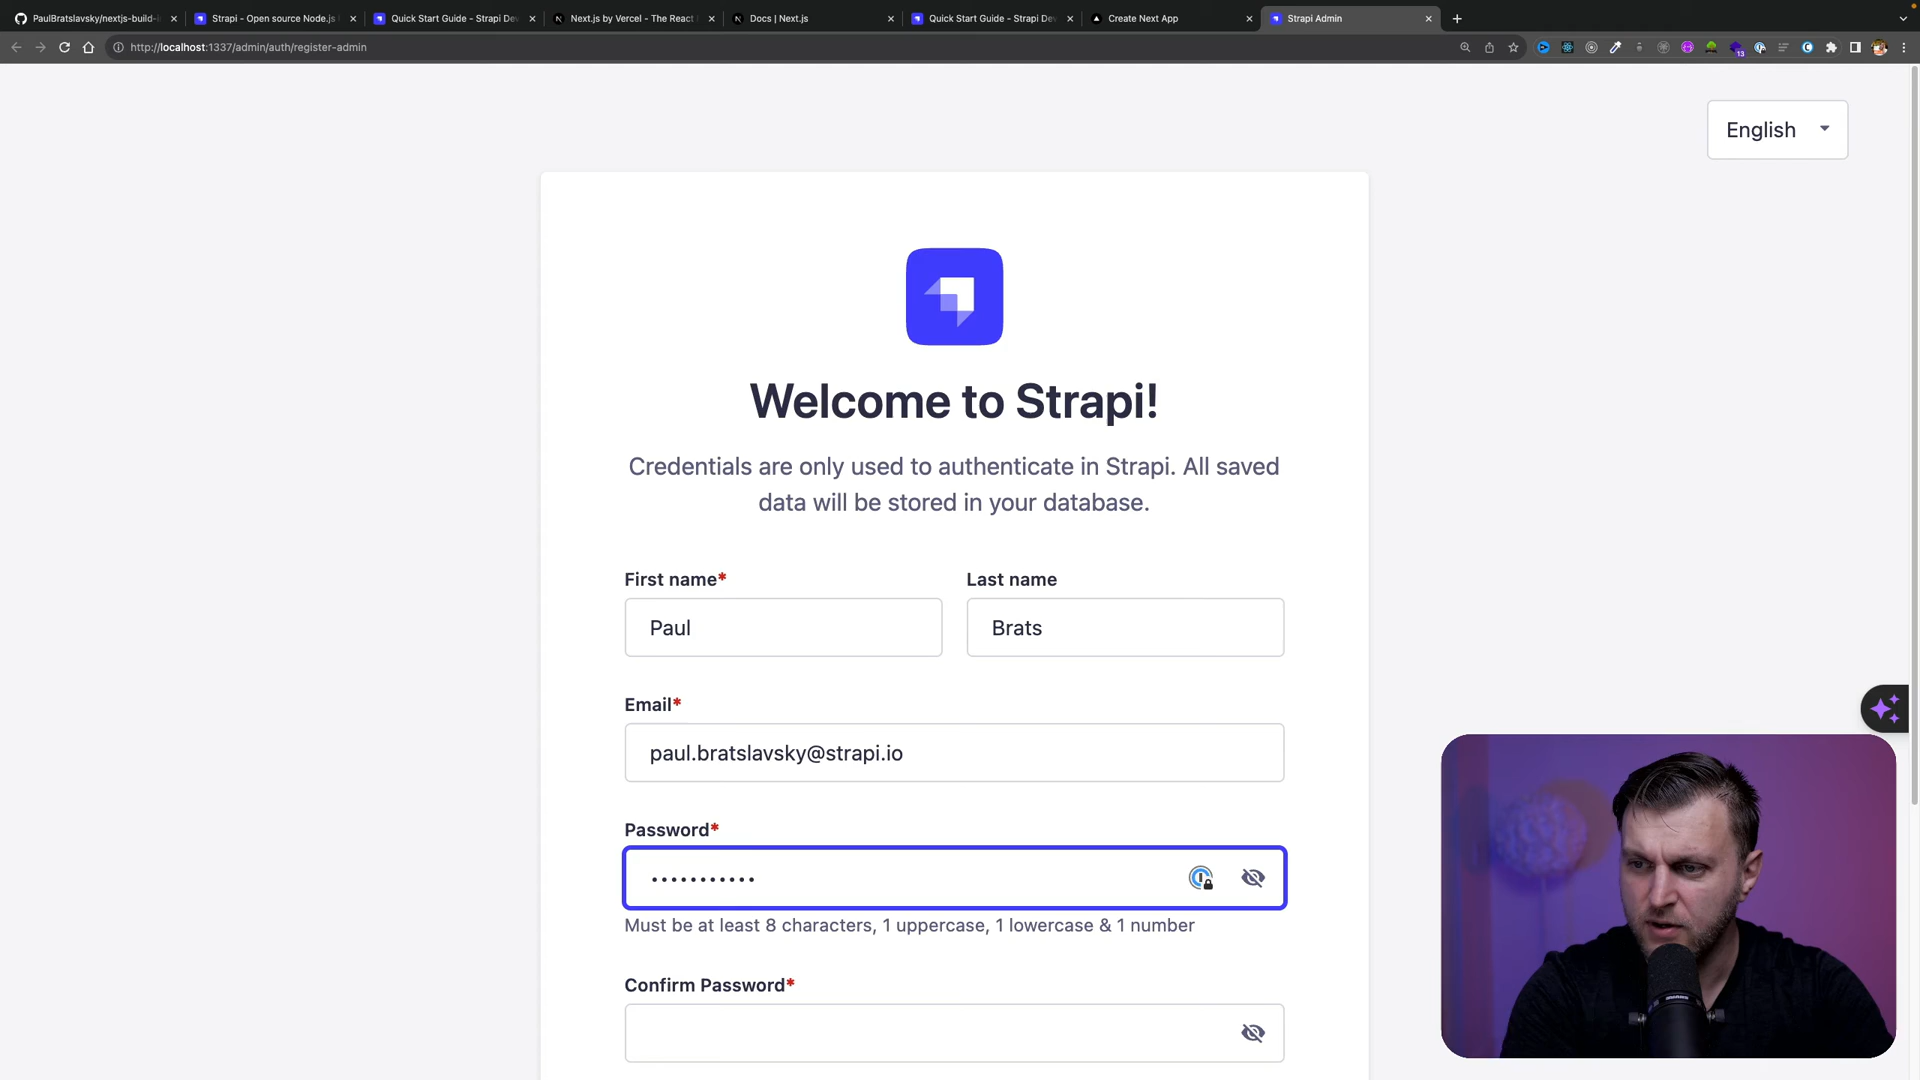 PaulBratslavsky/nextjs-build-
Strapi - Open source Node.js
Quick Start Guide - Strapi De
Next.js by Vercel - The React
Docs | Next.js
Quick Start Guide - Strapi De
Create Next App
Strapi Admin
http://localhost:1337/admin/auth/register-admin
13
English
Welcome to Strapi!
Credentials are only used to authenticate in Strapi. All saved
data will be stored in your database.
First name*
Last name
Paul
Brats
Email*
paul.bratslavsky@strapi.io
Password*
•••••••••••
Must be at least 8 characters, 1 uppercase, 1 lowercase & 1 number
Confirm Password*